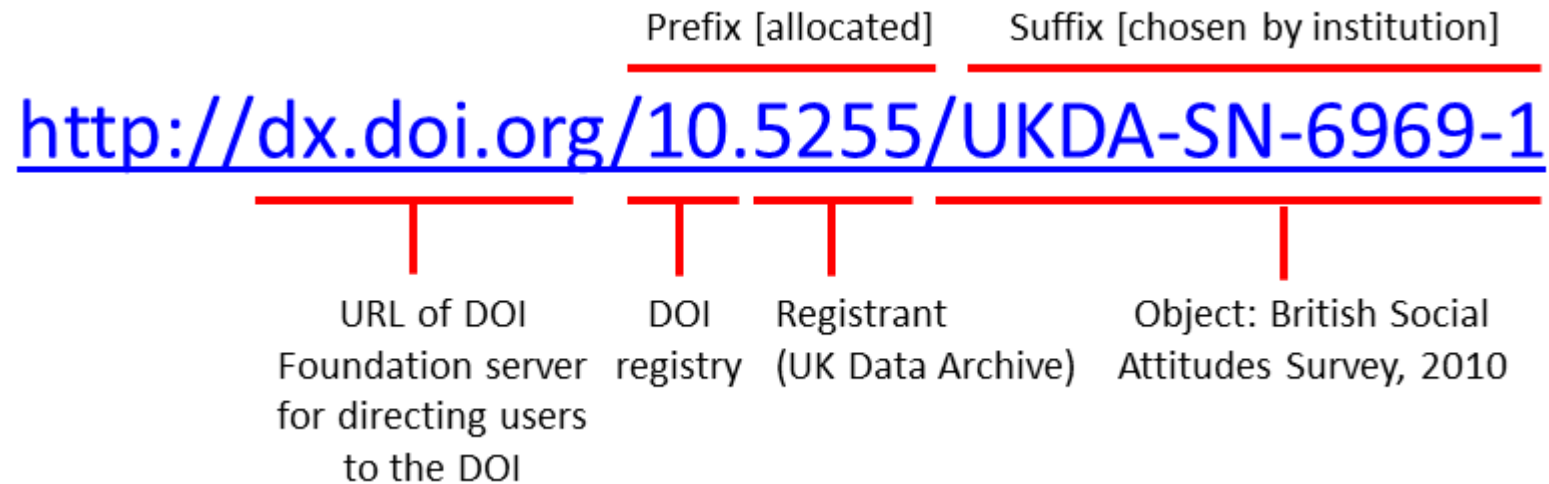 Prefix [allocated]
Suffix [chosen by institution]
http://dx.doi.org/10.5255/UKDA-SN-6969-1
URL of DOI
Foundation server
for directing users
to the DOI
DOI
registry
Registrant
(UK Data Archive)
Object: British Social
Attitudes Survey, 2010